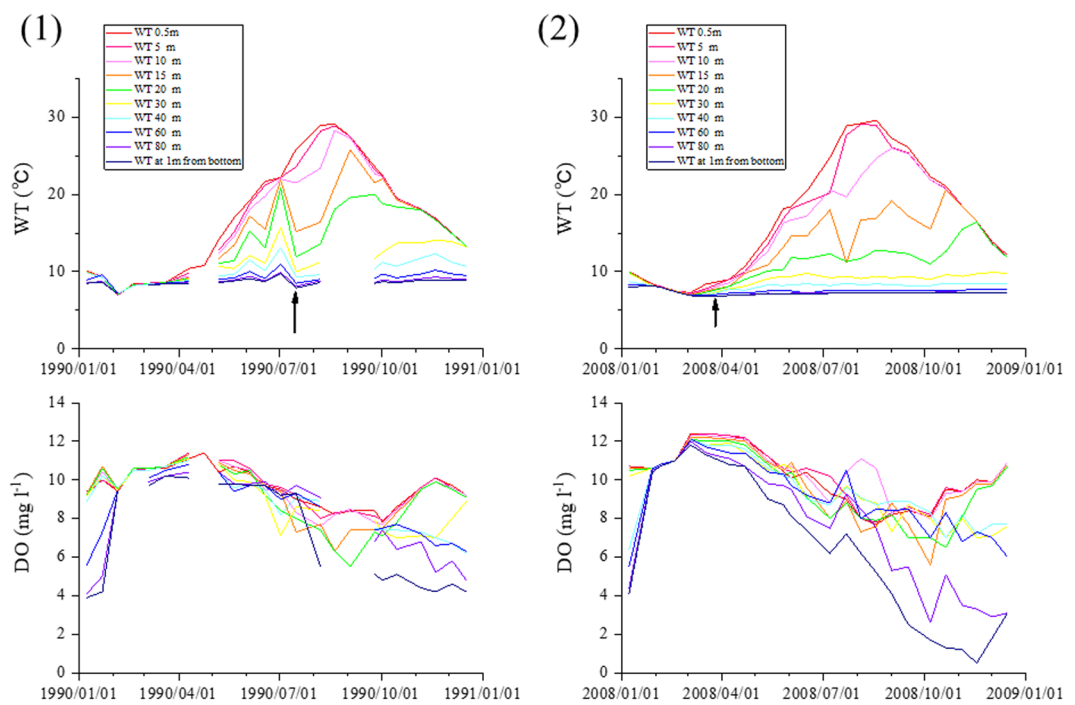 (1)
WT 0.5m
WT 5 m
WT 10 m
WT 15 m
WT 20 m
WT 30 m
WT 40 m
WT 60 m
WT 80 m
WT at 1m from bottom
WT (℃)
30
20
10
0
1990/01/01 1990/04/01 1990/07/01 1990/10/01 1991/01/01
(2)
WT 0.5m
WT 5 m
WT 10 m
WT 15 m
WT 20 m
WT 30 m
WT 40 m
WT 60 m
WT 80 m
WT at 1m from bottom
WT (℃)
30
20
10
0
2008/01/01 2008/04/01 2008/07/01 2008/10/01 2009/01/01
DO (mg l⁻¹)
14
12
10
8
6
4
2
0
1990/01/01 1990/04/01 1990/07/01 1990/10/01 1991/01/01
DO (mg l⁻¹)
14
12
10
8
6
4
2
0
2008/01/01 2008/04/01 2008/07/01 2008/10/01 2009/01/01